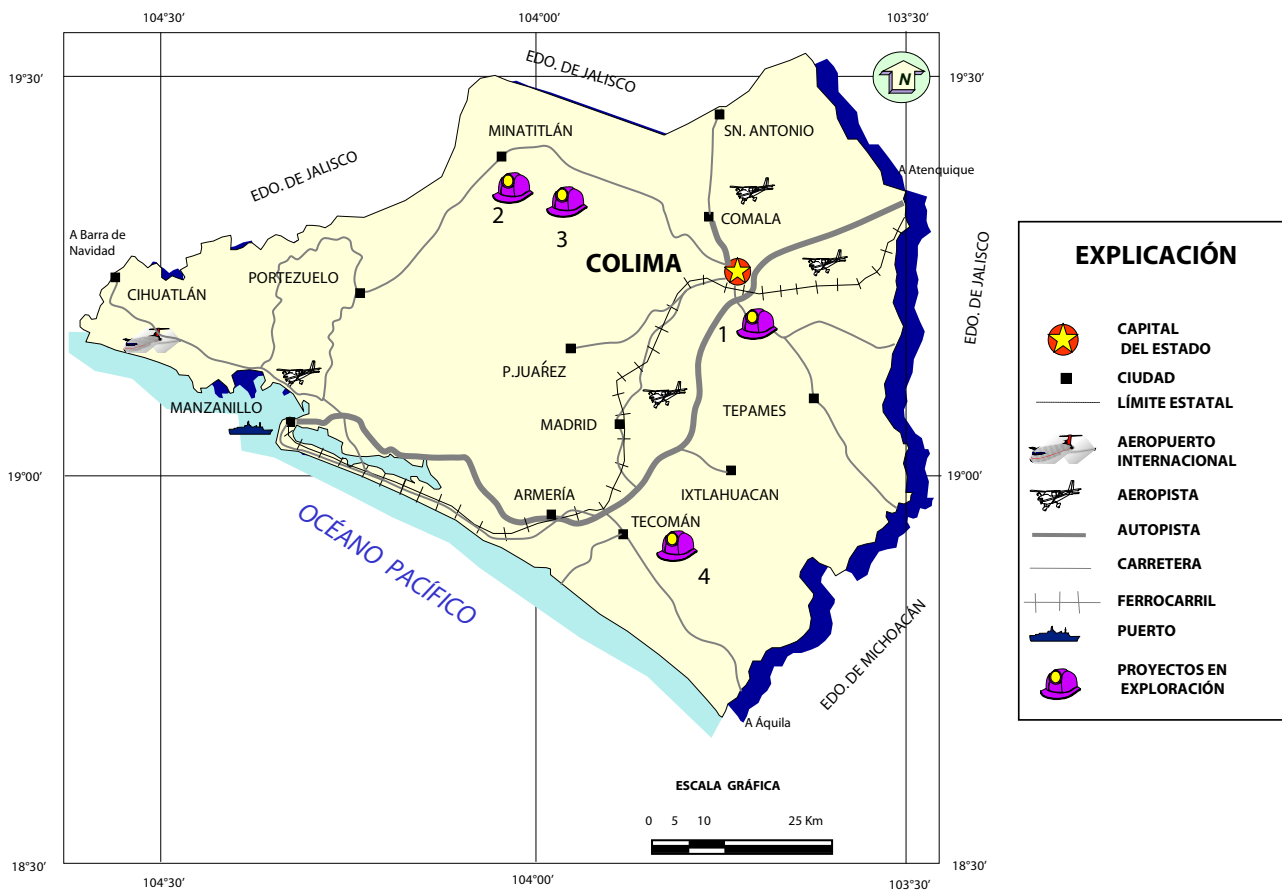 104°30’
104°00’
103°30’
19°30’
19°30’
EDO. DE JALISCO
N
MINATITLÁN
SN. ANTONIO
EDO. DE JALISCO
A Atenquique
2
3
COMALA
A Barra de
Navidad
COLIMA
EDO. DE JALISCO
PORTEZUELO
CIHUATLÁN
1
P.JUAŔEZ
MANZANILLO
TEPAMES
MADRID
19°00’
19°00’
ARMERÍA
IXTLAHUACAN
TECOMÁN
OCÉANO PACÍFICO
4
EDO. DE MICHOACÁN
A Áquila
ESCALA GRÁFICA
0 5 10 25 Km
18°30’
18°30’
104°30’
104°00’
103°30’
EXPLICACIÓN
CAPITAL
DEL ESTADO
CIUDAD
LÍMITE ESTATAL
AEROPUERTO
INTERNACIONAL
AEROPISTA
AUTOPISTA
CARRETERA
FERROCARRIL
PUERTO
PROYECTOS EN
EXPLORACIÓN